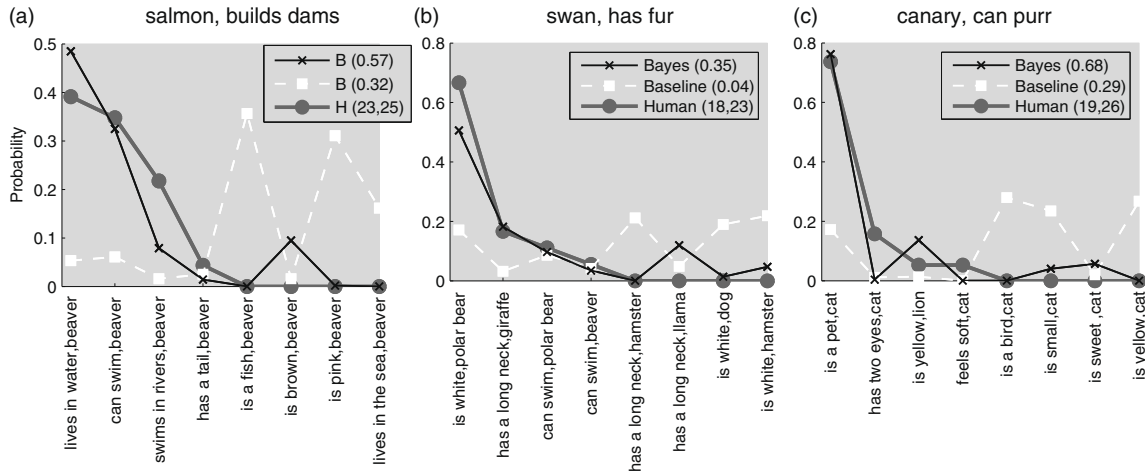 (a) salmon, builds dams
Probability
0.5
0.4
0.3
0.2
0.1
0
B (0.57)
B (0.32)
H (23,25)
lives in water,beaver
can swim,beaver
swims in rivers,beaver
has a tail,beaver
is a fish,beaver
is brown,beaver
is pink,beaver
lives in the sea,beaver
(b) swan, has fur
0.8
0.6
0.4
0.2
0
Bayes (0.35)
Baseline (0.04)
Human (18,23)
is white,polar bear
has a long neck,giraffe
can swim,polar bear
can swim,beaver
has a long neck,hamster
has a long neck,llama
is white,dog
is white,hamster
(c) canary, can purr
0.8
0.6
0.4
0.2
0
Bayes (0.68)
Baseline (0.29)
Human (19,26)
is a pet,cat
has two eyes,cat
is yellow,lion
feels soft,cat
is a bird,cat
is small,cat
is sweet ,cat
is yellow,cat